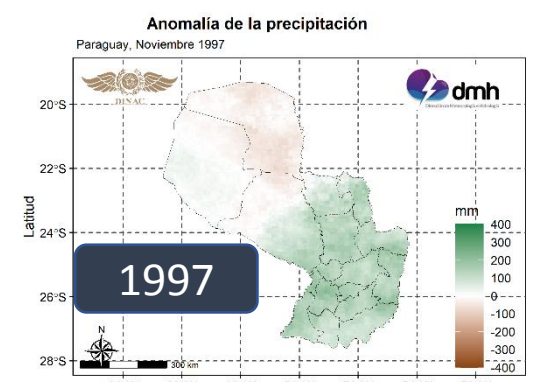 Anomalía de la precipitación
Paraguay, Noviembre 1997
DINAC
dmh
20°S
22°S
24°S
26°S
28°S
Latitud
1997
N
300 km
mm
400
300
200
100
0
-100
-200
-300
-400